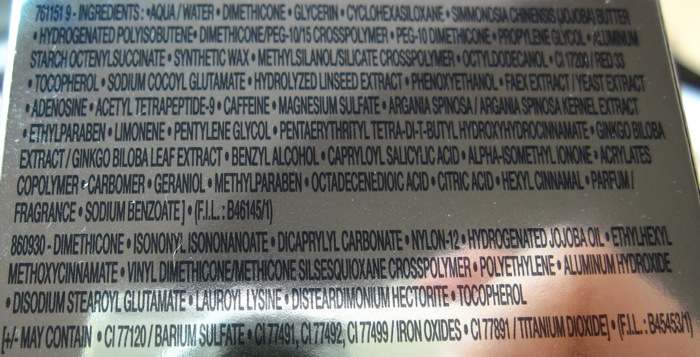 761151 9 - INGREDIENTS : • AQUA / WATER • DIMETHICONE • GLYCERIN • CYCLOHEXASILOXANE • SIMMONDSIA CHINENSIS JOJOBA BUTTER
• HYDROGENATED POLYISOBUTENE • DIMETHICONE/PEG-10/15 CROSSPOLYMER • PEG-10 DIMETHICONE • PROPYLENE GLYCOL • ALUMINUM
STARCH OCTENYLSUCCINATE • SYNTHETIC WAX • METHYLSILANOL/SILICATE CROSSPOLYMER • OCTYLDODECANOL • CI 17200 / RED 33
• TOCOPHEROL • SODIUM COCOYL GLUTAMATE • HYDROLYZED LINSEED EXTRACT • PHENOXYETHANOL • FAEX EXTRACT / YEAST EXTRACT
• ADENOSINE • ACETYL TETRAPEPTIDE-9 • CAFFEINE • MAGNESIUM SULFATE • ARGANIA SPINOSA / ARGANIA SPINOSA KERNEL EXTRACT
• ETHYLPARABEN • LIMONENE • PENTYLENE GLYCOL • PENTAERYTHRITYL TETRA-DI-T-BUTYL HYDROXYHYDROCINNAMATE • GINKGO BILOBA
EXTRACT / GINKGO BILOBA LEAF EXTRACT • BENZYL ALCOHOL • CAPRYLOYL SALICYLIC ACID • ALPHA-ISOMETHYL IONONE • ACRYLATES
COPOLYMER • CARBOMER • GERANIOL • METHYLPARABEN • OCTADECENEDIOIC ACID • CITRIC ACID • HEXYL CINNAMAL • PARFUM /
FRAGRANCE • SODIUM BENZOATE ] • (F.I.L. : B46145/1)
860930 - DIMETHICONE • ISONONYL ISONONANOATE • DICAPRYLYL CARBONATE • NYLON-12 • HYDROGENATED JOJOBA OIL • ETHYLHEXYL
METHOXYCINNAMATE • VINYL DIMETHICONE/METHICONE SILSESQUIOXANE CROSSPOLYMER • POLYETHYLENE • ALUMINUM HYDROXIDE
• DISODIUM STEAROYL GLUTAMATE • LAUROYL LYSINE • DISTEARDIMONIUM HECTORITE • TOCOPHEROL
[+/- MAY CONTAIN • CI 77120 / BARIUM SULFATE • CI 77491, CI 77492, CI 77499 / IRON OXIDES • CI 77891 / TITANIUM DIOXIDE] • (F.I.L. : B45453/1)